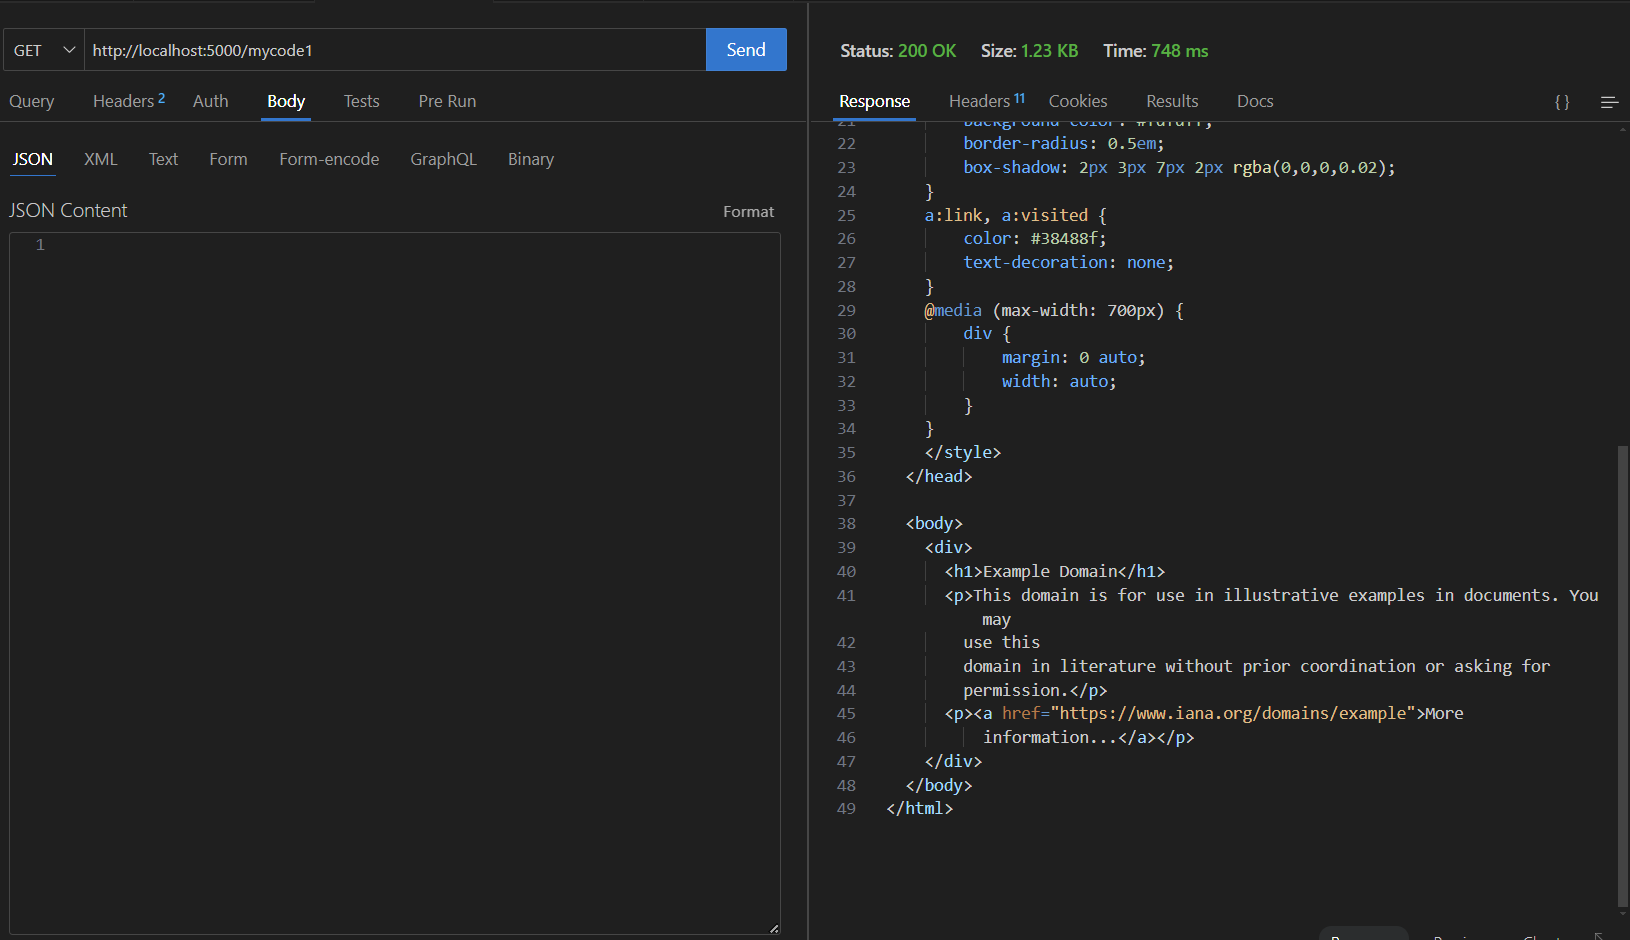 GET http://localhost:5000/mycode1 Send
Query Headers 2 Auth Body Tests Pre Run
JSON XML Text Form Form-encode GraphQL Binary
JSON Content Format
1
Status: 200 OK Size: 1.23 KB Time: 748 ms
Response Headers 11 Cookies Results Docs { }
22 border-radius: 0.5em;
23 box-shadow: 2px 3px 7px 2px rgba(0,0,0,0.02);
24 }
25 a:link, a:visited {
26 color: #38488f;
27 text-decoration: none;
28 }
29 @media (max-width: 700px) {
30 div {
31 margin: 0 auto;
32 width: auto;
33 }
34 }
35 </style>
36 </head>
37
38 <body>
39 <div>
40 <h1>Example Domain</h1>
41 <p>This domain is for use in illustrative examples in documents. You
may
42 use this
43 domain in literature without prior coordination or asking for
44 permission.</p>
45 <p><a href="https://www.iana.org/domains/example">More
46 information...</a></p>
47 </div>
48 </body>
49 </html>